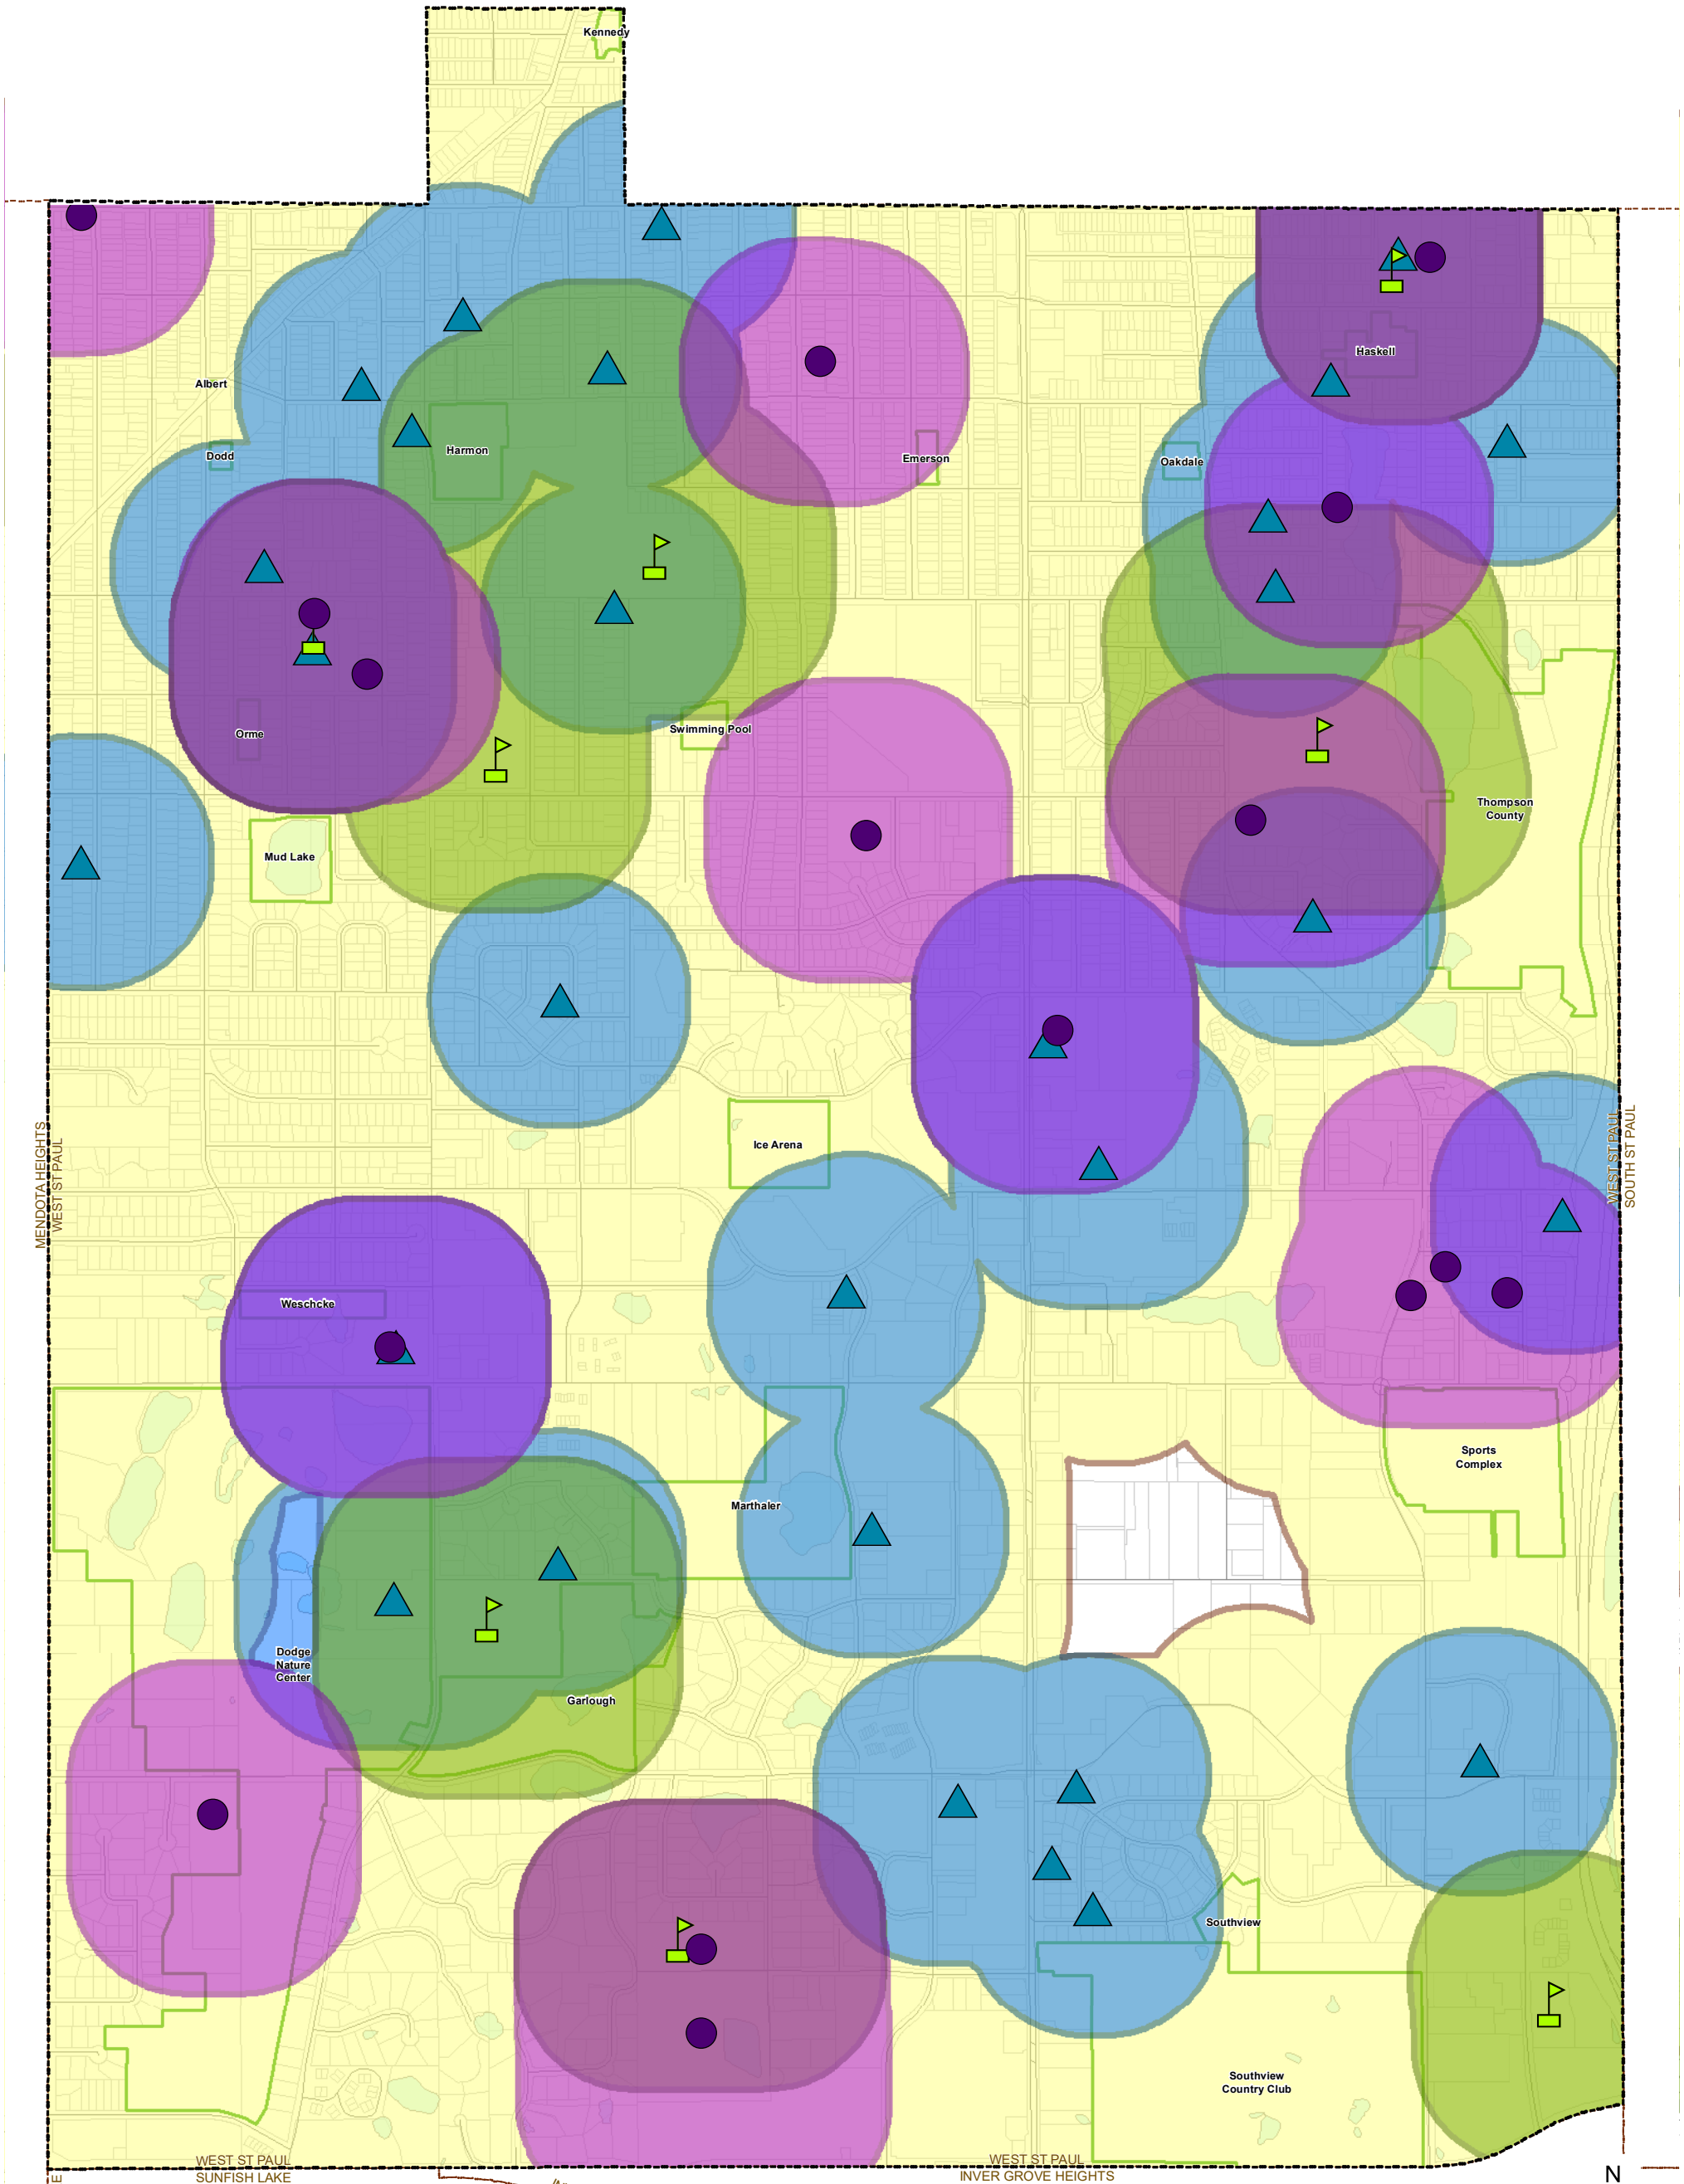 Kennedy
Haskell
Albert
Harmon
Dodd
Emerson
Oakdale
Swimming Pool
Orme
Thompson
County
Mud Lake
Ice Arena
MENDOTA HEIGHTS
WEST ST PAUL
WEST ST PAUL
SOUTH ST PAUL
Weschcke
Sports
Complex
Marthaler
Dodge
Nature
Center
Garlough
Southview
Southview
Country Club
WEST ST PAUL
SUNFISH LAKE
WEST ST PAUL
INVER GROVE HEIGHTS
E
N